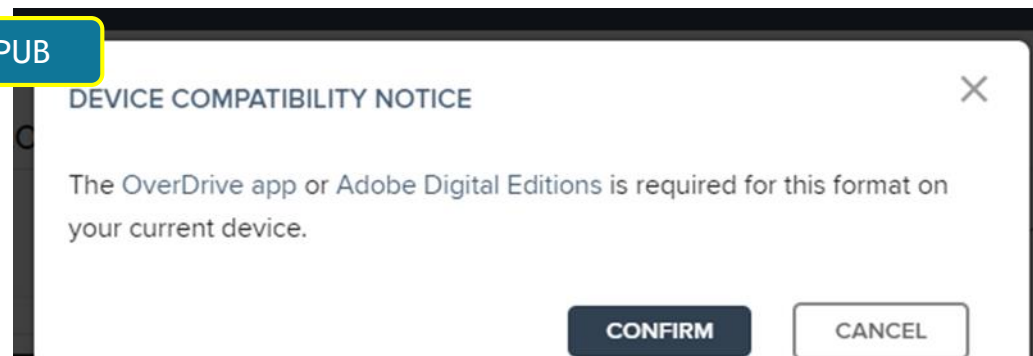 PUB
DEVICE COMPATIBILITY NOTICE
The OverDrive app or Adobe Digital Editions is required for this format on
your current device.
CONFIRM
CANCEL